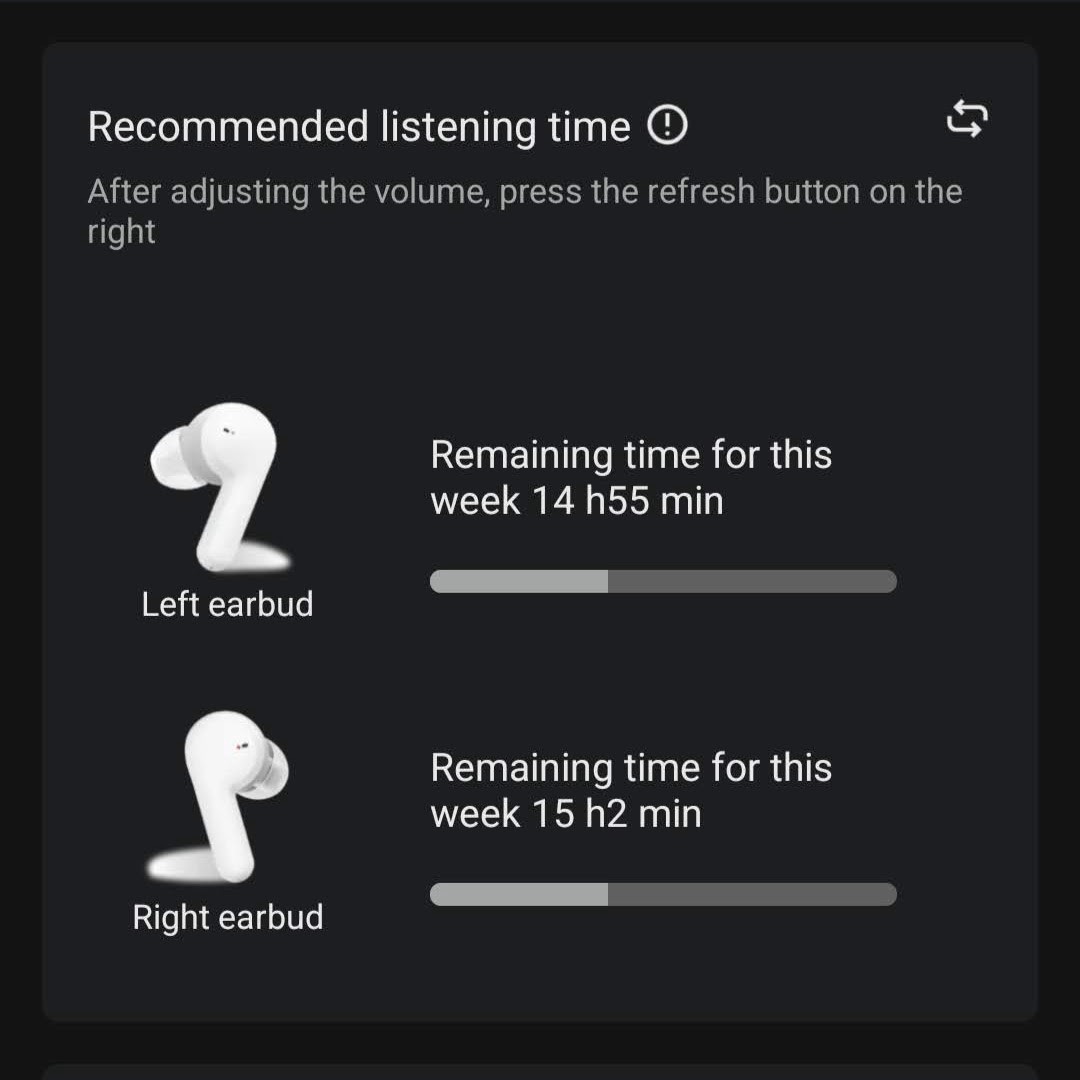 Recommended listening time
After adjusting the volume, press the refresh button on the
right
Remaining time for this
week 14 h55 min
Left earbud
Remaining time for this
week 15 h2 min
Right earbud